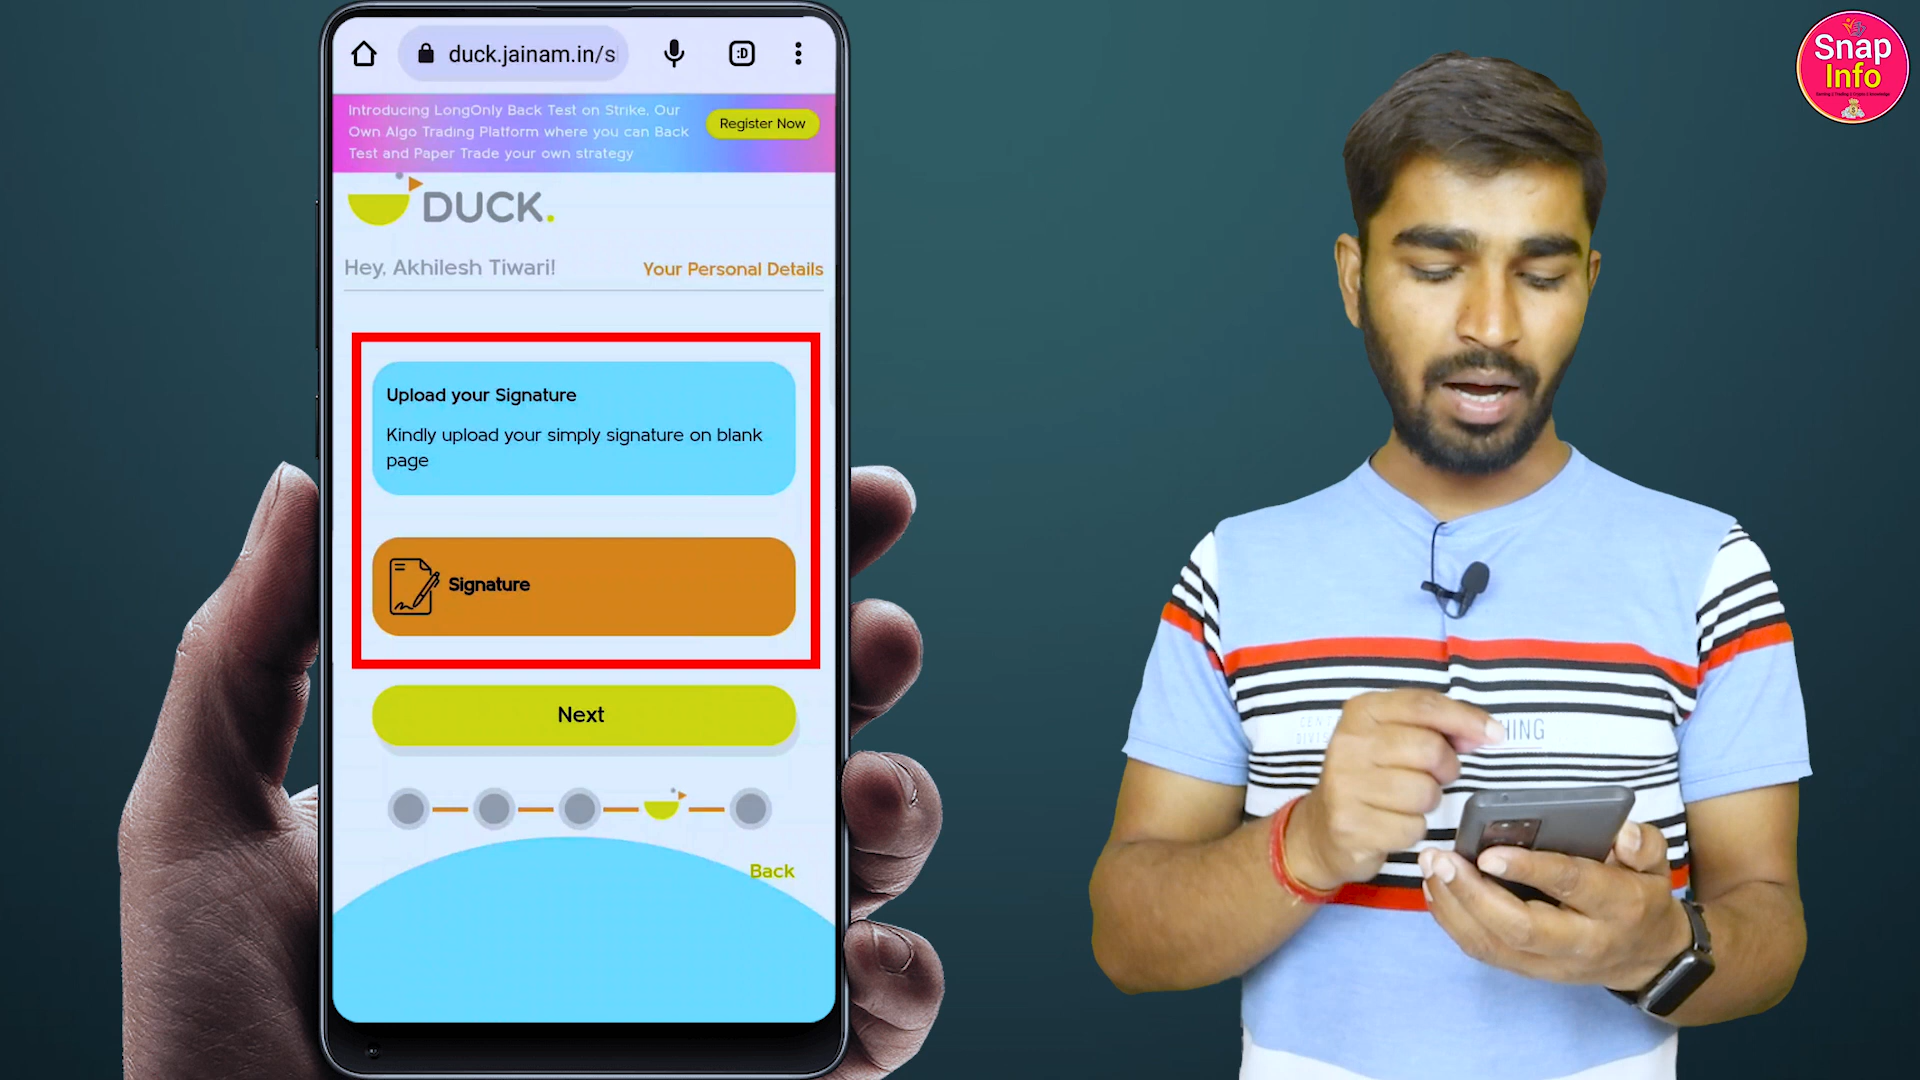 duck.jainam.in/s
:D
Introducing LongOnly Back Test on Strike, Our
Own Algo Trading Platform where you can Back
Test and Paper Trade your own strategy
Register Now
DUCK.
Hey, Akhilesh Tiwari!
Your Personal Details
Upload your Signature
Kindly upload your simply signature on blank
page
Signature
Next
Back
Snap
Info